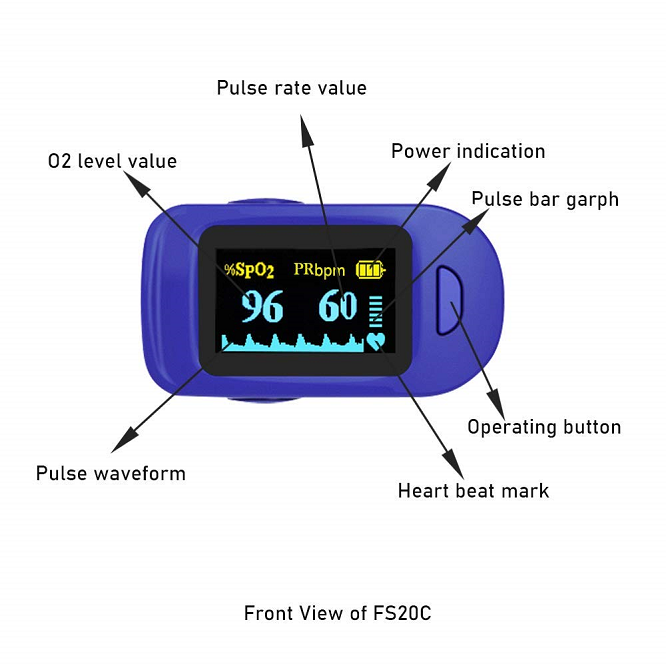 Pulse rate value
O2 level value
Power indication
Pulse bar garph
%SpO2 PRbpm
96 60
Operating button
Pulse waveform
Heart beat mark
Front View of FS20C